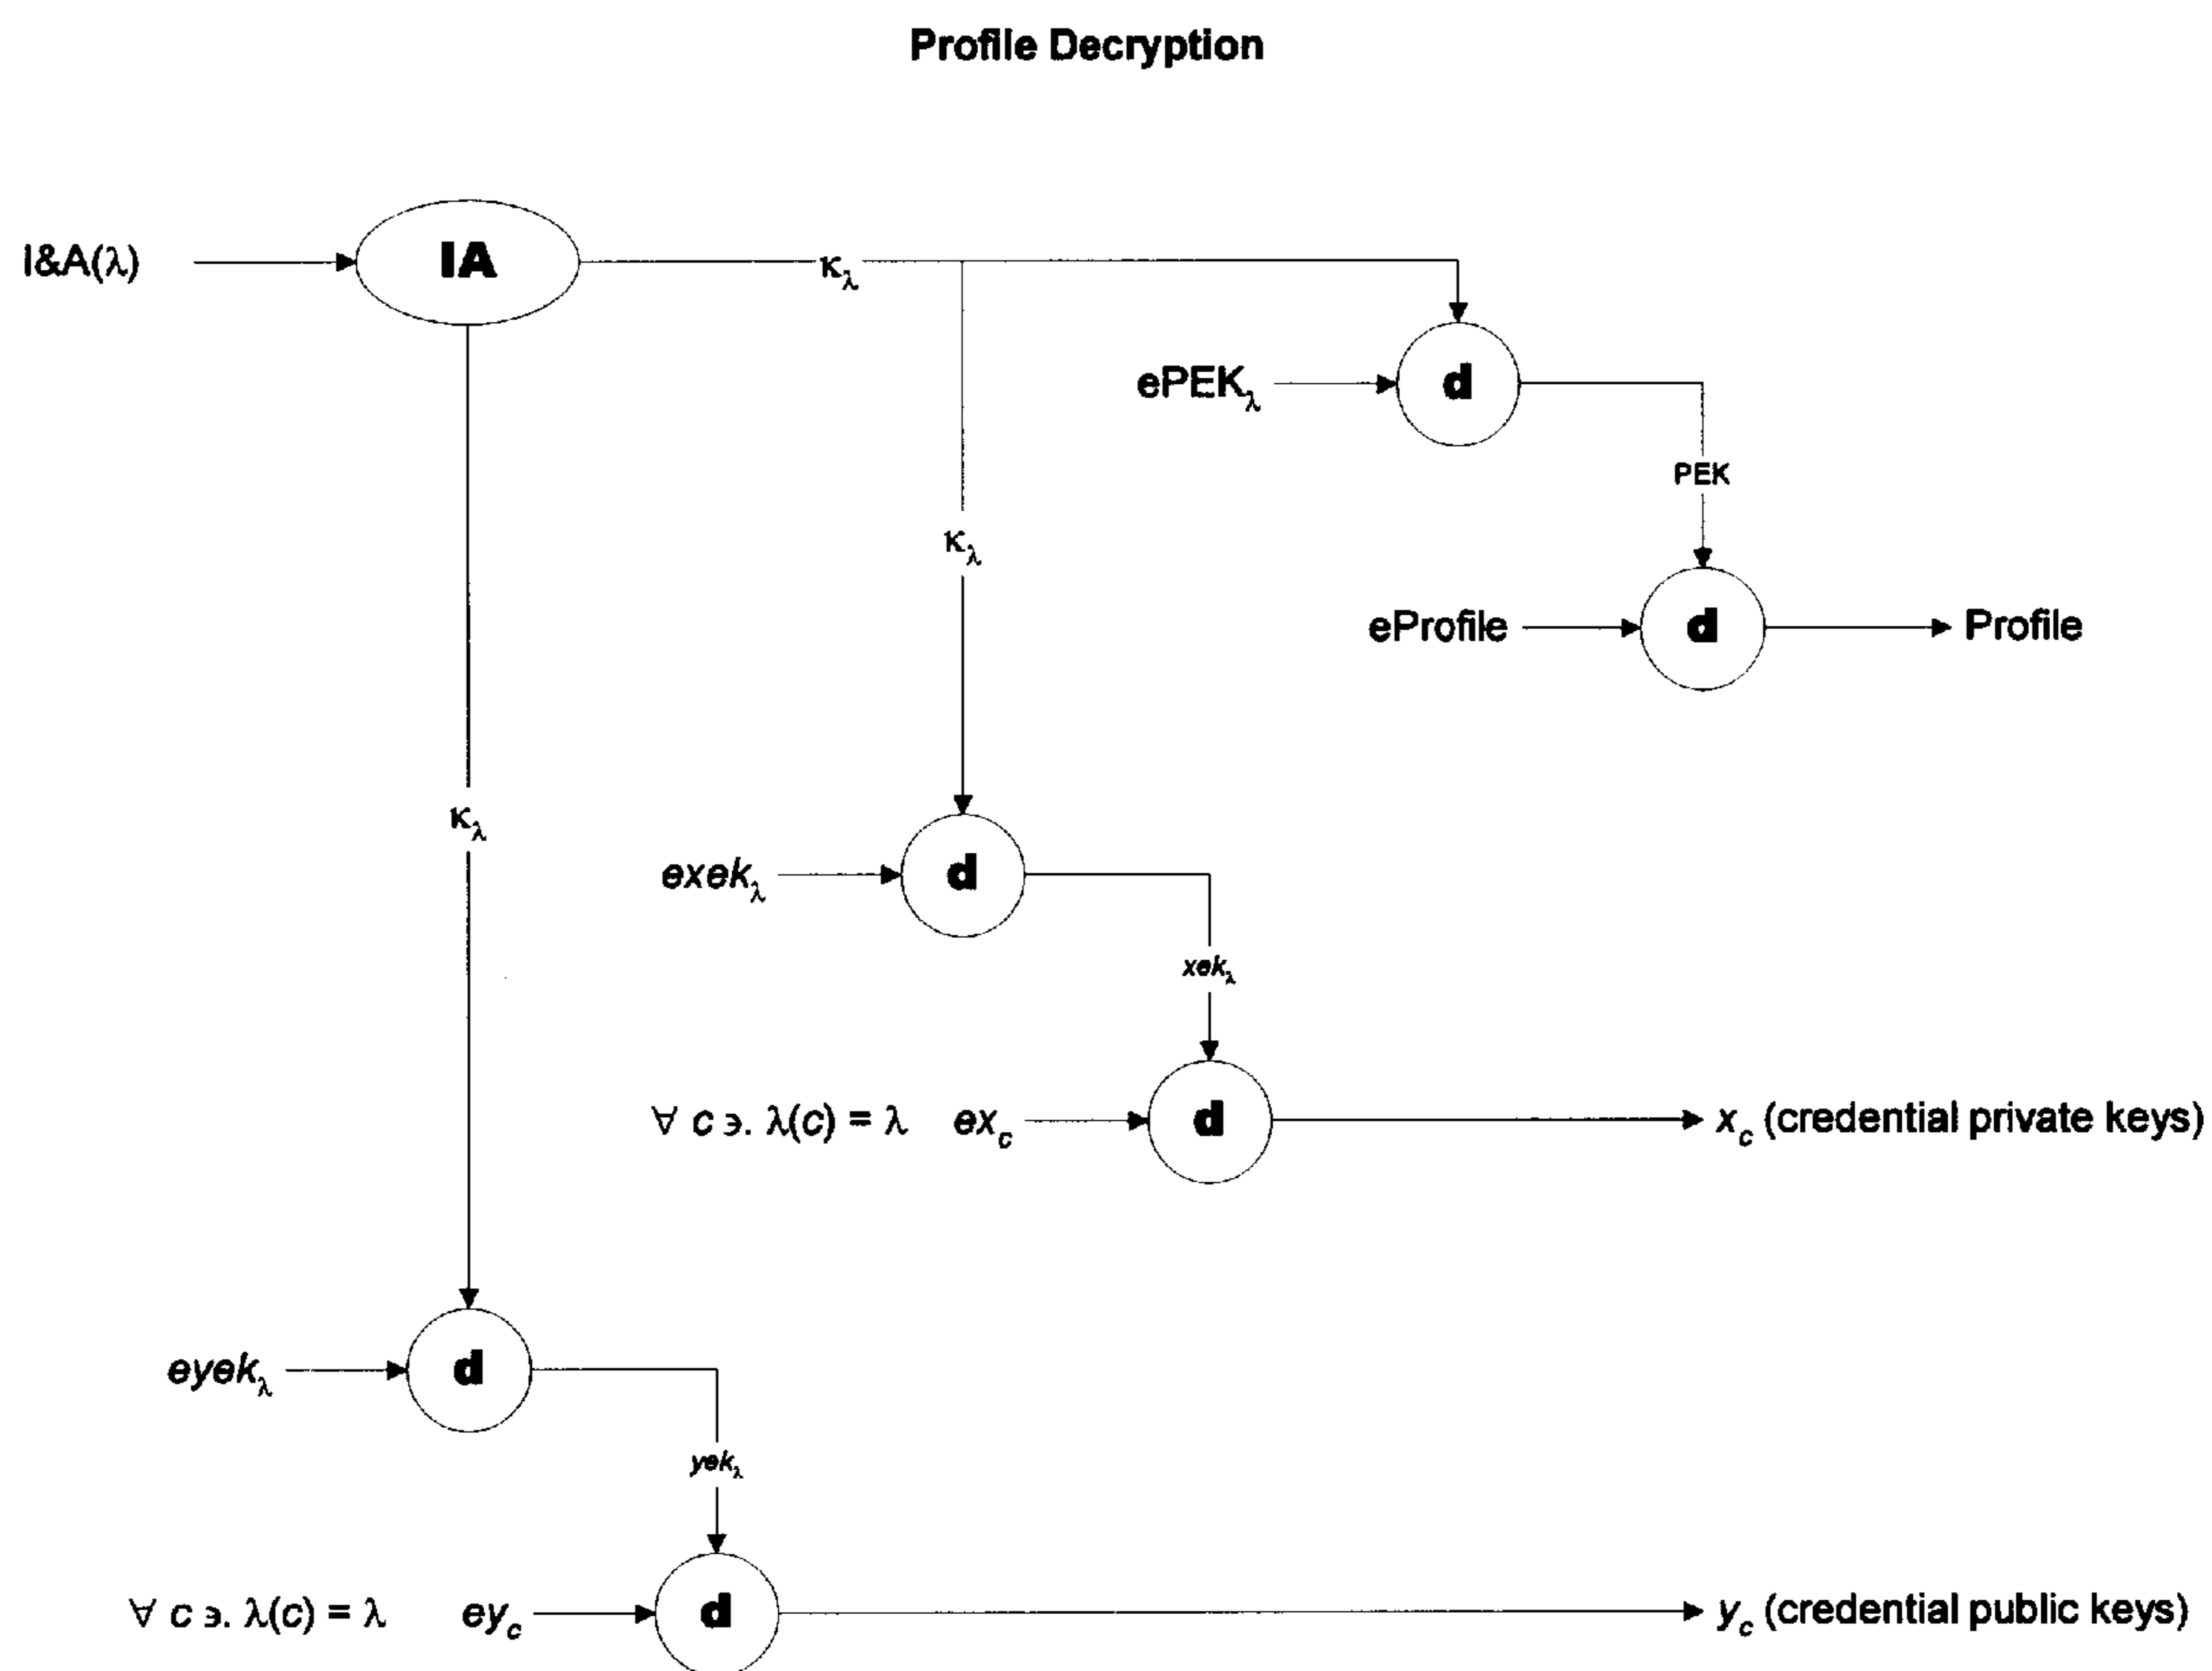 Profile Decryption
I&A(λ)
IA
κλ
d
ePEKλ
PEK
κλ
eProfile
d
Profile
κλ
exekλ
d
xekλ
∀ c ϶. λ(c) = λ
exc
d
xc (credential private keys)
eyekλ
d
yekλ
∀ c ϶. λ(c) = λ
eyc
d
yc (credential public keys)